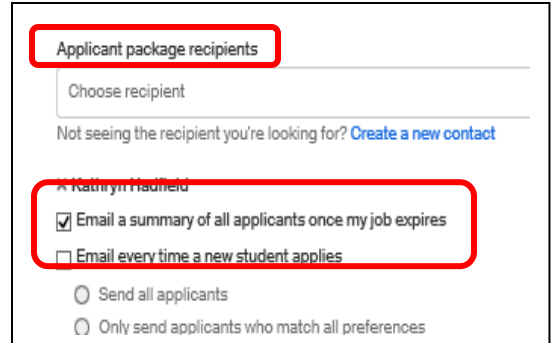 Applicant package recipients
Choose recipient
Not seeing the recipient you're looking for? Create a new contact
× Kathryn Hadfield
Email a summary of all applicants once my job expires
Email every time a new student applies
Send all applicants
Only send applicants who match all preferences